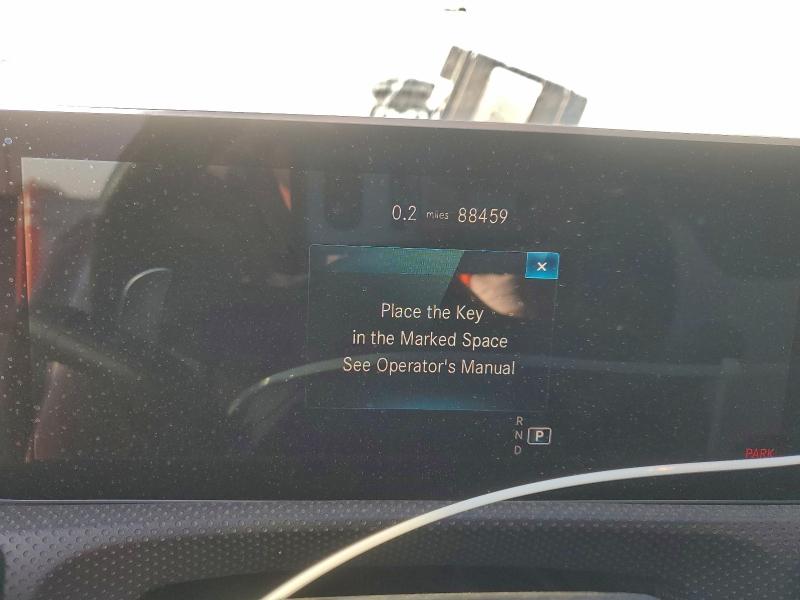 0.2 miles 88459
×
Place the Key
in the Marked Space
See Operator's Manual
R
N P
D
PARK